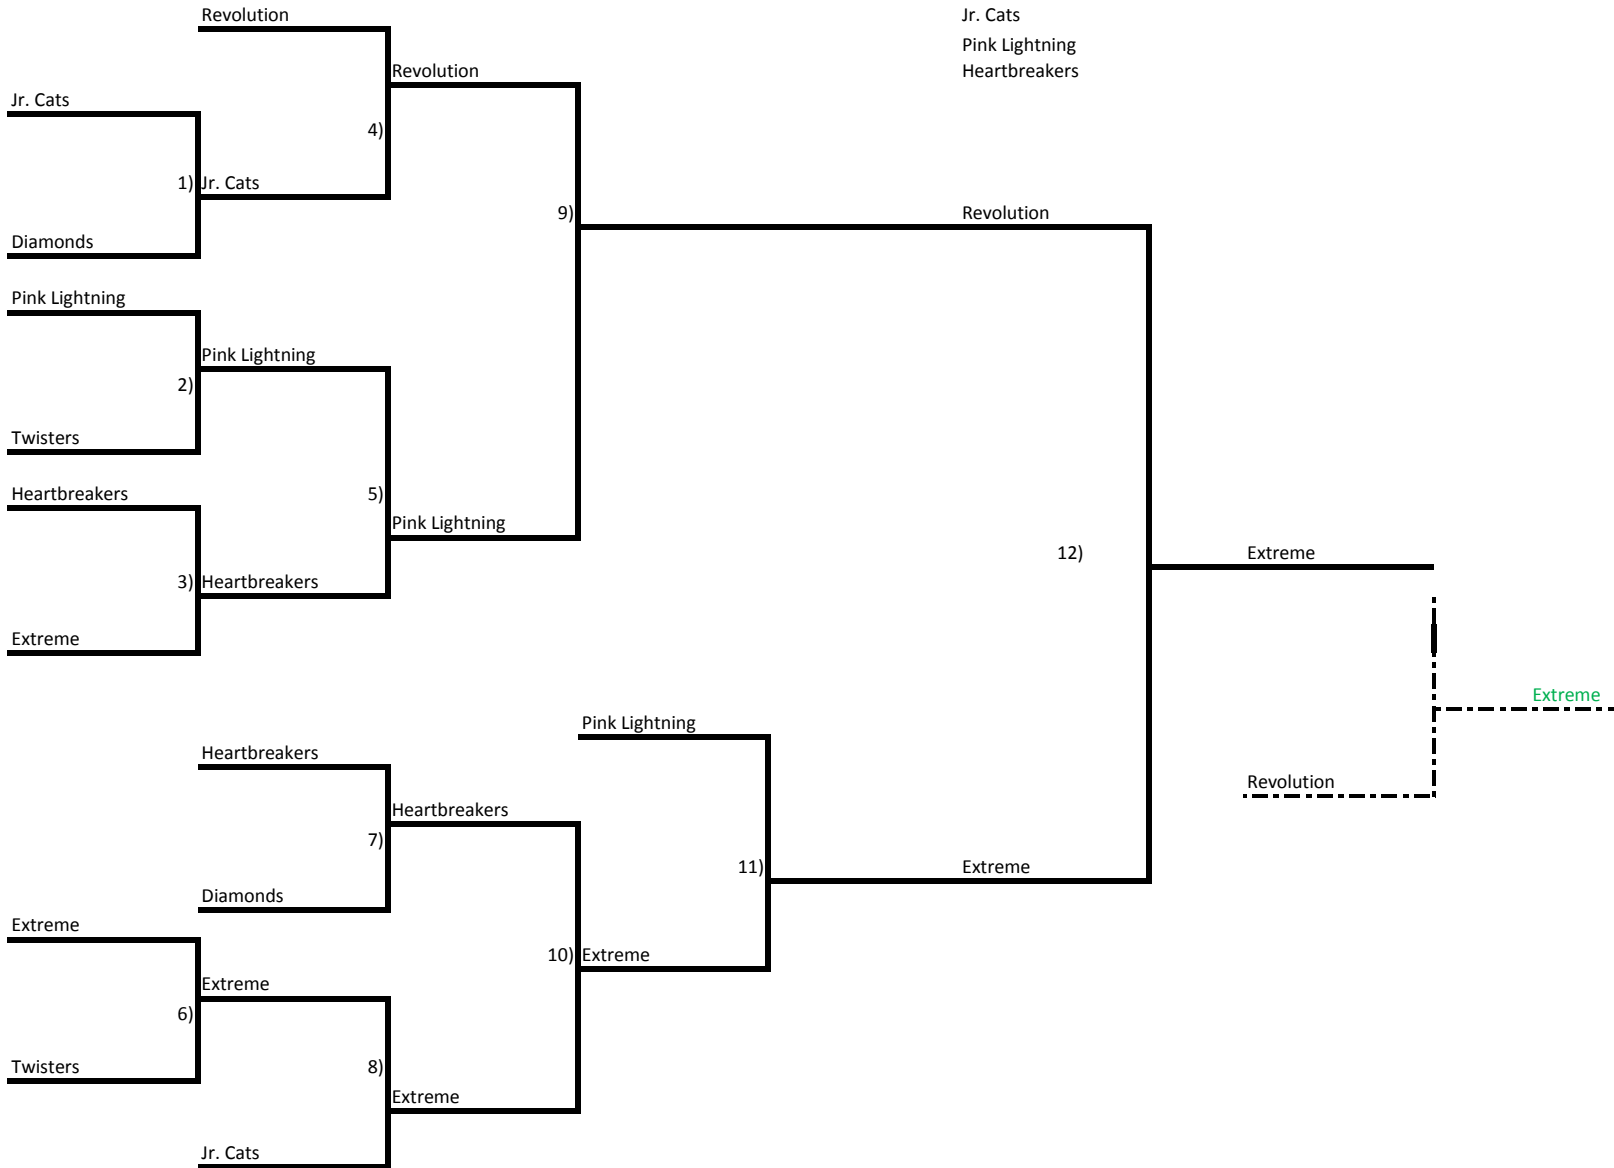 Revolution
Jr. Cats
Pink Lightning
Revolution
Heartbreakers
Jr. Cats
4)
1) Jr. Cats
9)
Revolution
Diamonds
Pink Lightning
Pink Lightning
2)
Twisters
Heartbreakers
5)
Pink Lightning
12)
Extreme
3) Heartbreakers
Extreme
Extreme
Pink Lightning
Heartbreakers
Revolution
Heartbreakers
7)
11)
Extreme
Diamonds
Extreme
10) Extreme
Extreme
6)
Twisters
8)
Extreme
Jr. Cats